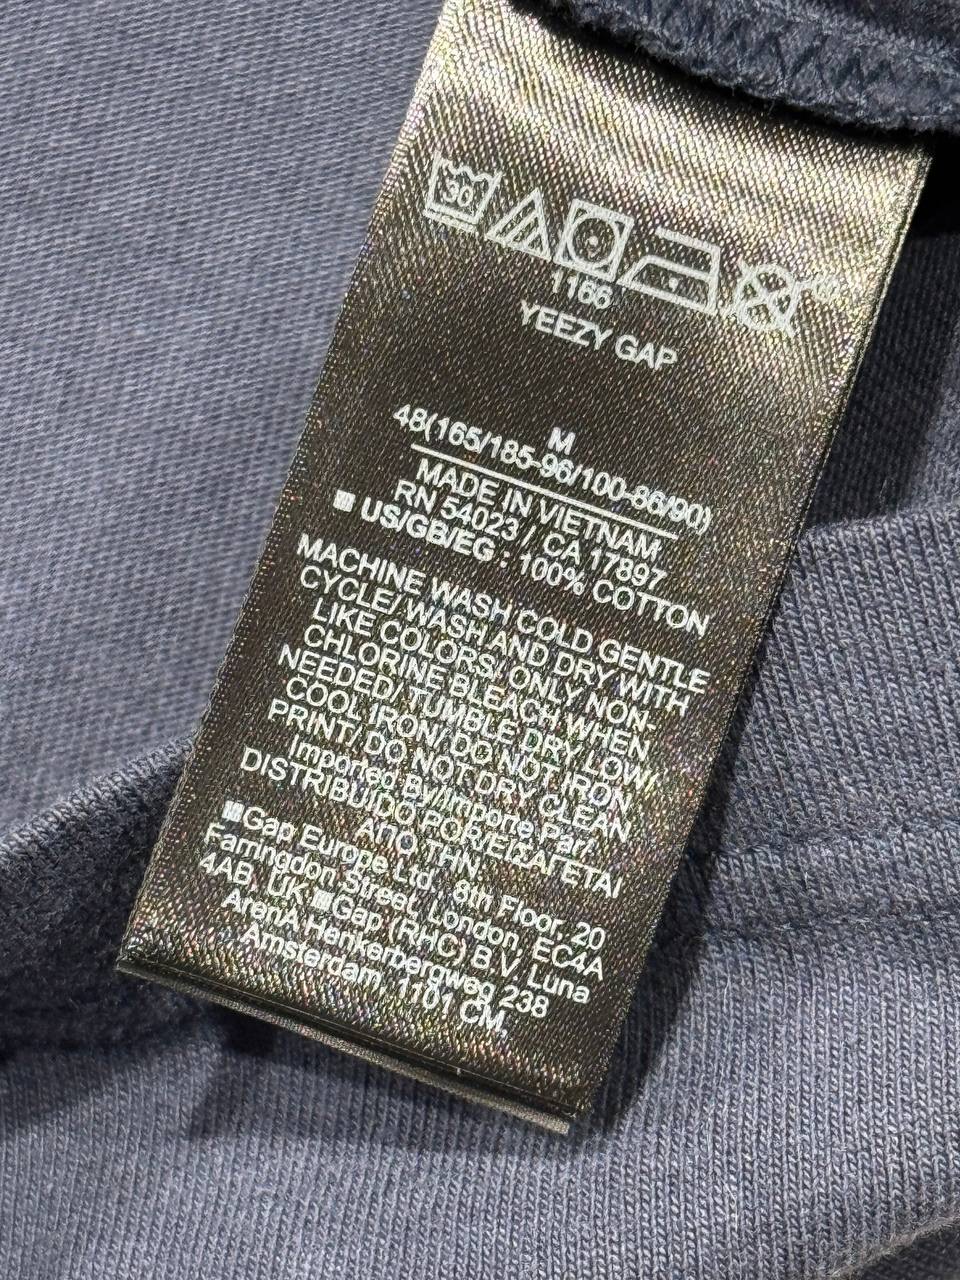 30
1166
YEEZY GAP
M
48(165/185-96/100-86/90)
MADE IN VIETNAM
RN 54023 / CA 17897
US/GB/EG : 100% COTTON
MACHINE WASH COLD GENTLE
CYCLE/ WASH AND DRY WITH
LIKE COLORS/ ONLY NON-
CHLORINE BLEACH WHEN
NEEDED/ TUMBLE DRY LOW/
COOL IRON/ DO NOT IRON
PRINT/ DO NOT DRY CLEAN
Imported By/Importé Par/
DISTRIBUÍDO POR/ΕΙΣΑΓΕΤΑΙ
ΑΠΟ ΤΗΝ
Gap Europe Ltd., 8th Floor, 20
Farringdon Street, London, EC4A
4AB, UK Gap (RHC) B.V. Luna
ArenA Herikerbergweg 238
Amsterdam, 1101 CM,